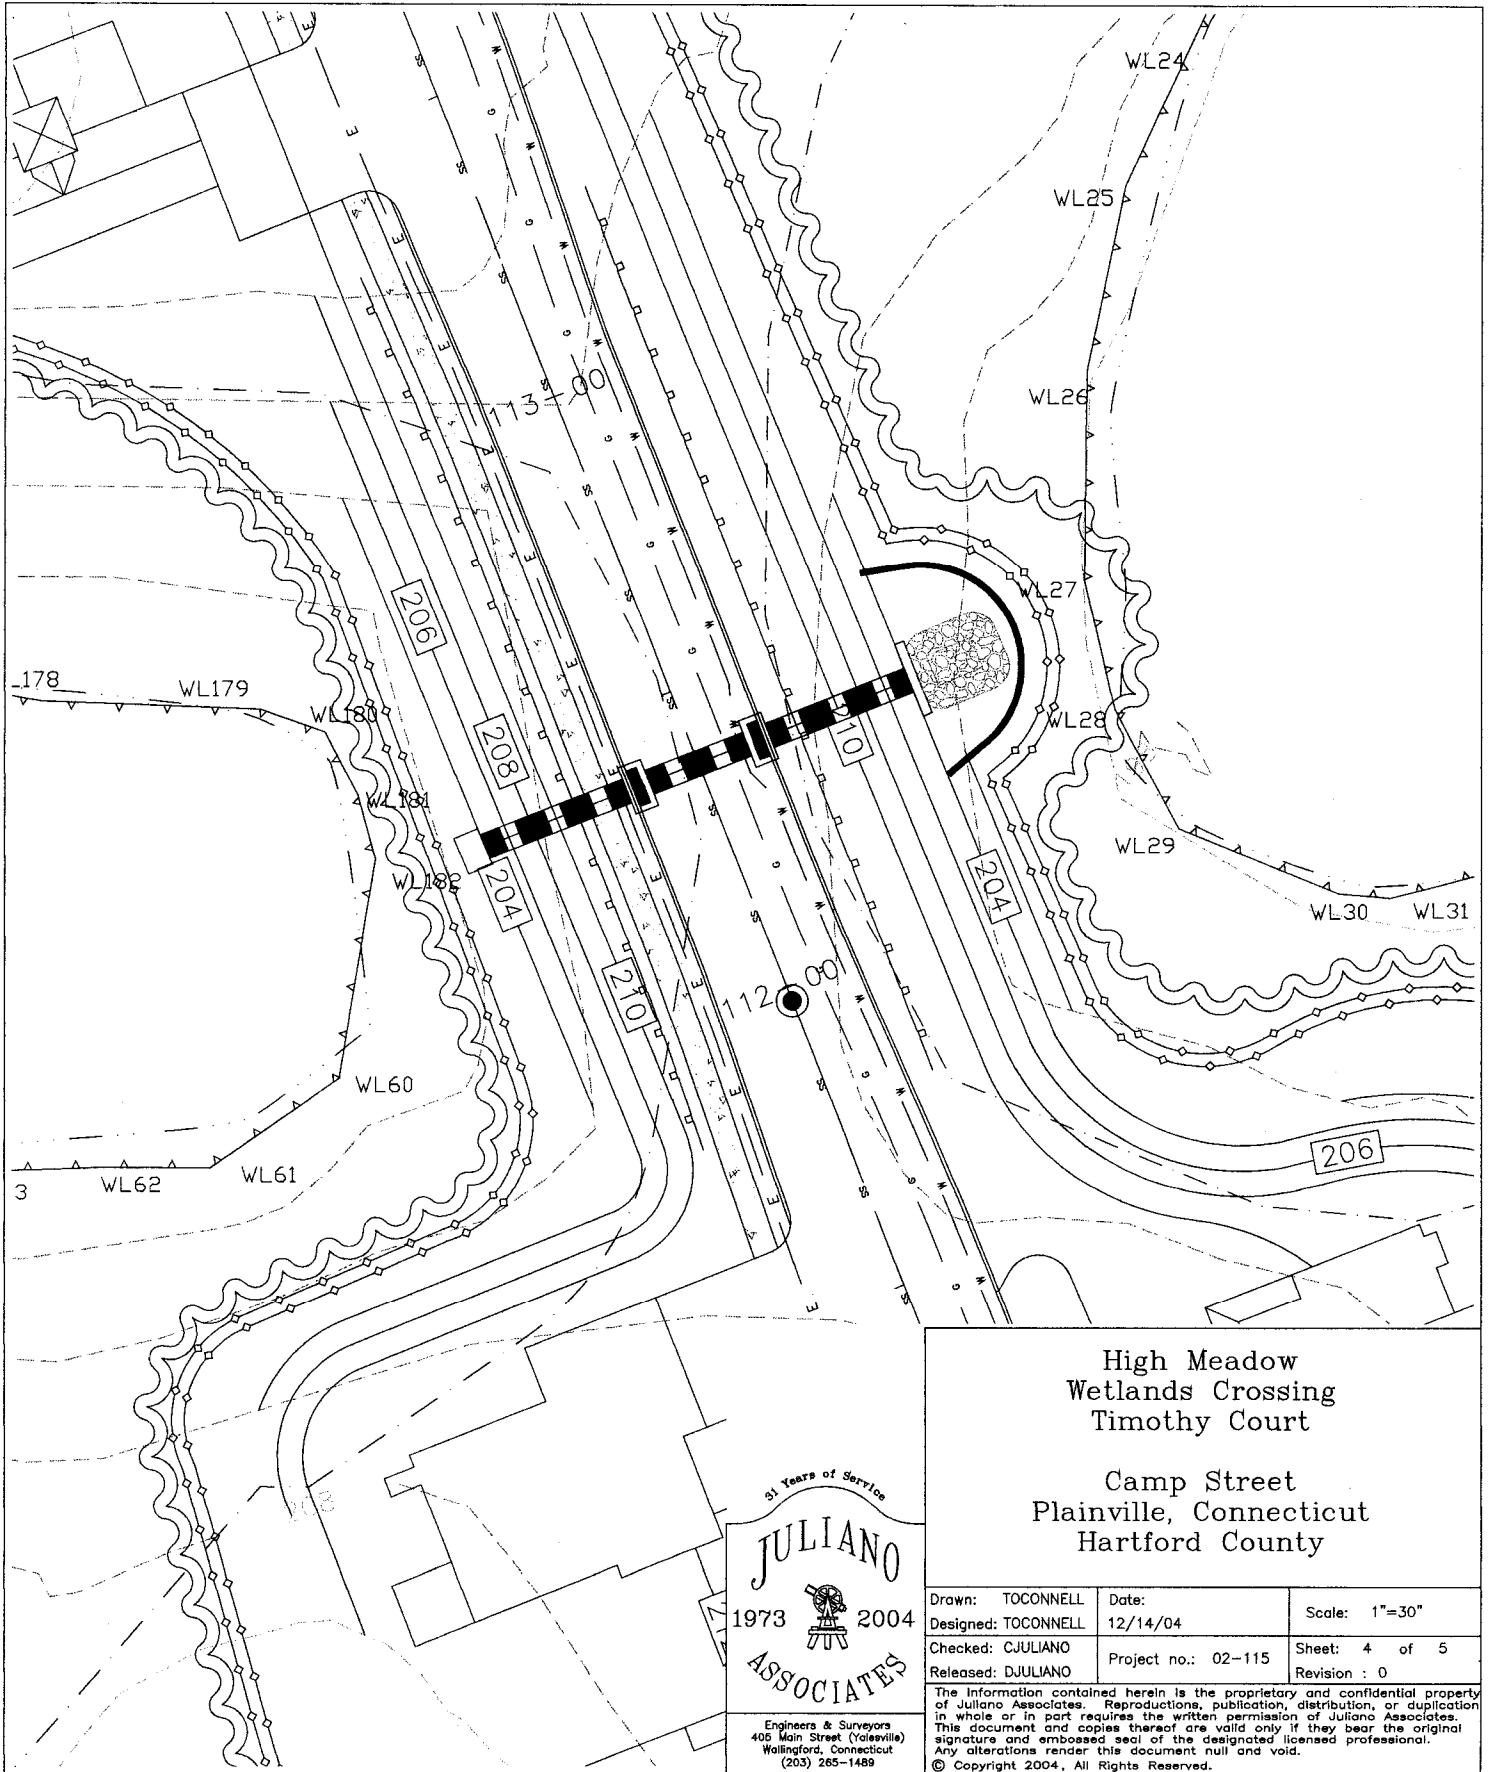 WL24
WL25
WL26
113+00
WL27
206
178
WL179
WL180
208
210
WL28
WL181
WL29
WL182
204
204
WL30
WL31
210
112+00
WL60
206
WL61
WL62
3
208
High Meadow
Wetlands Crossing
Timothy Court
Camp Street
Plainville, Connecticut
Hartford County
31 Years of Service
JULIANO
1973 2004
ASSOCIATES
Engineers & Surveyors
405 Main Street (Yalesville)
Wallingford, Connecticut
(203) 265-1489
Drawn: TOCONNELL
Designed: TOCONNELL
Date:
12/14/04
Scale: 1"=30"
Checked: CJULIANO
Released: DJULIANO
Project no.: 02-115
Sheet: 4 of 5
Revision : 0
The information contained herein is the proprietary and confidential property
of Juliano Associates. Reproductions, publication, distribution, or duplication
in whole or in part requires the written permission of Juliano Associates.
This document and copies thereof are valid only if they bear the original
signature and embossed seal of the designated licensed professional.
Any alterations render this document null and void.
© Copyright 2004, All Rights Reserved.